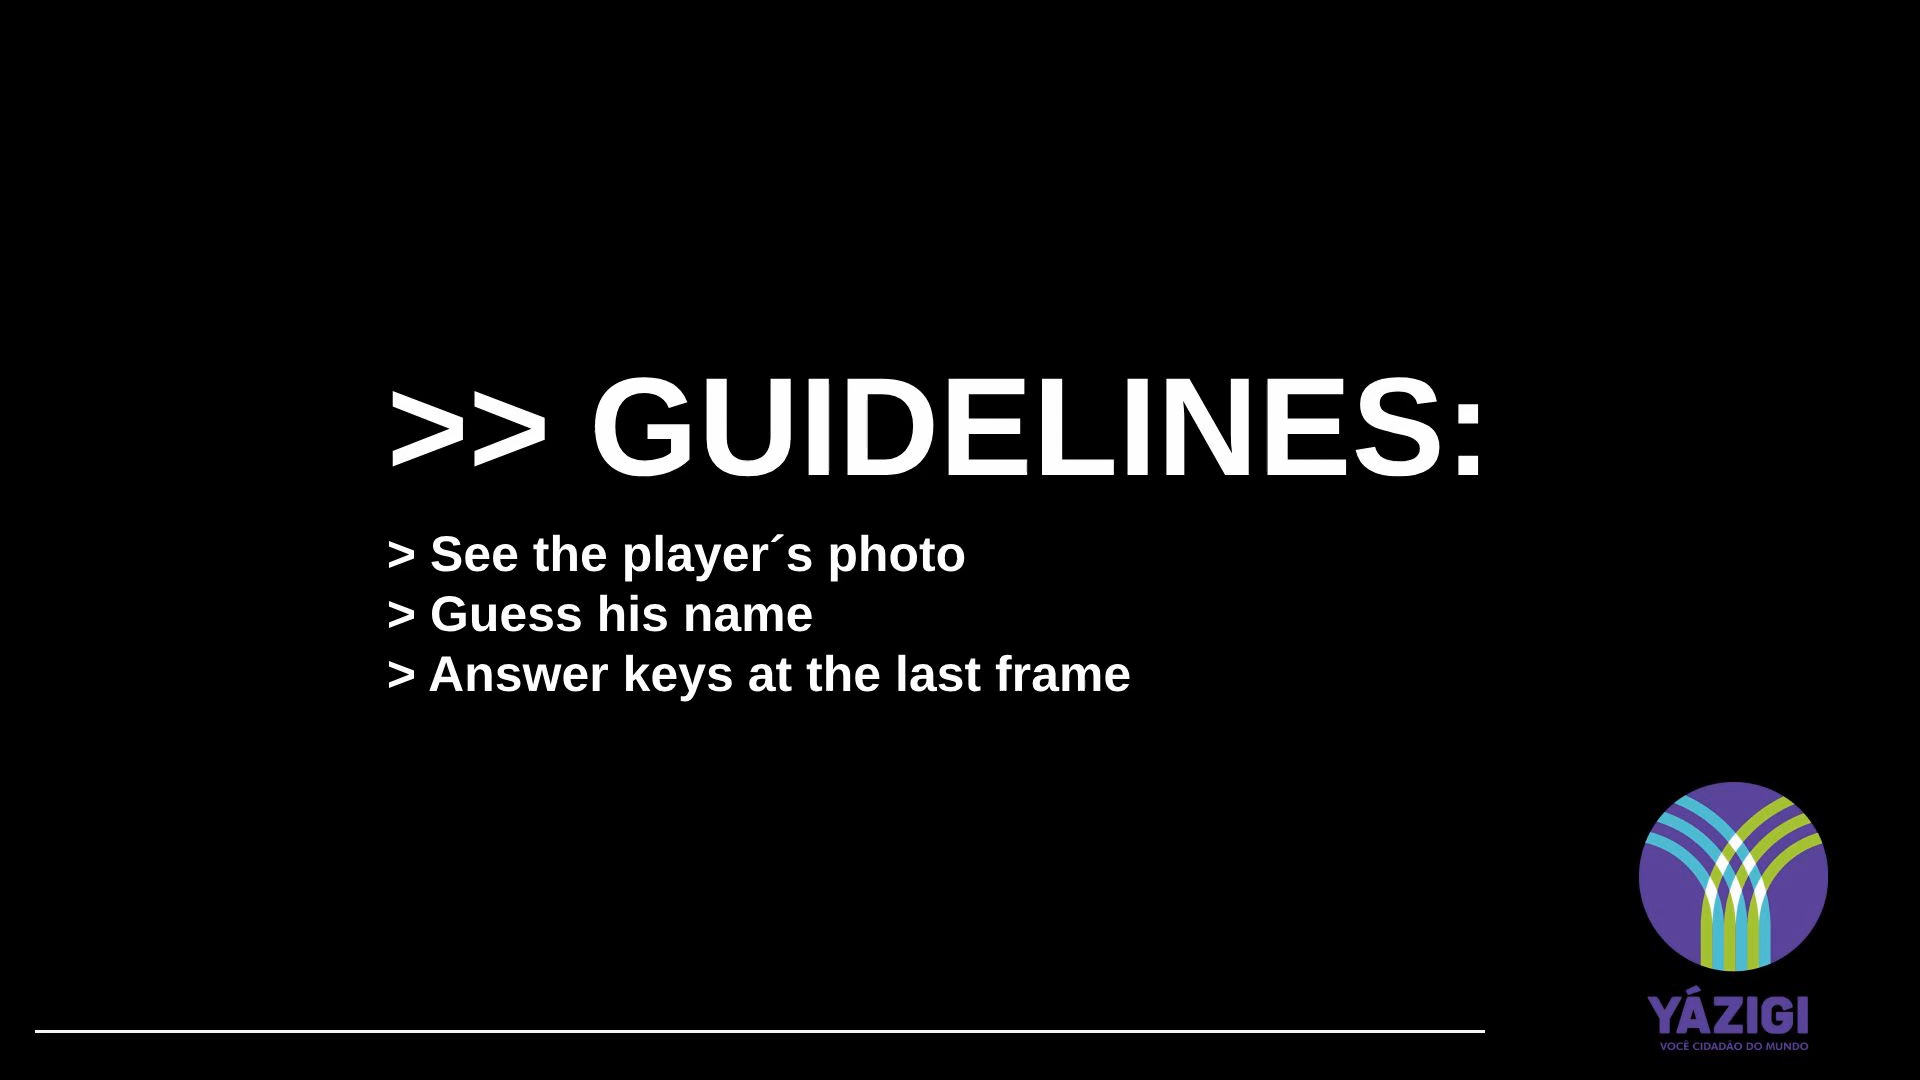 >> GUIDELINES:
> See the player´s photo
> Guess his name
> Answer keys at the last frame
YÁZIGI
VOCÊ CIDADÃO DO MUNDO